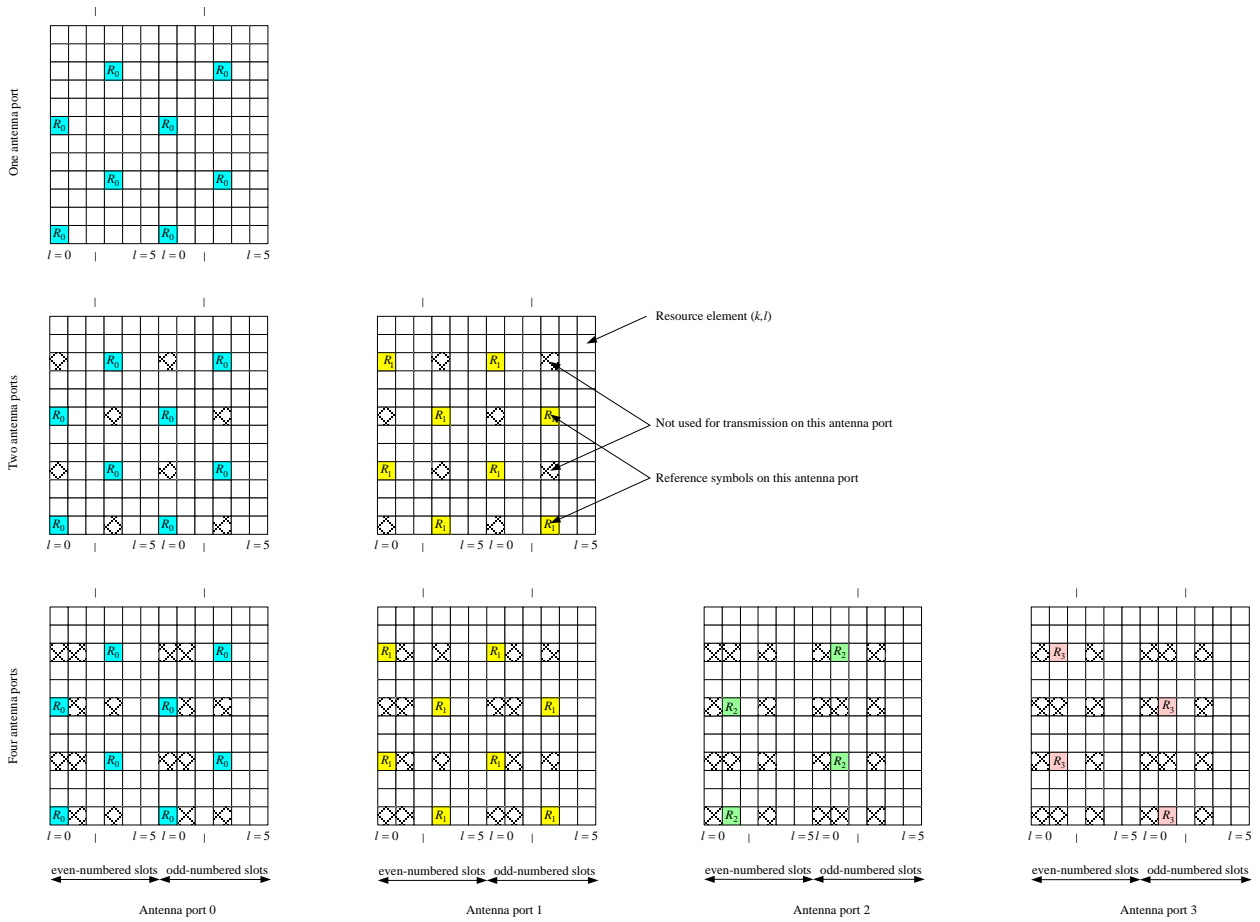 One antenna port
R0 R0
R0 R0
R0 R0
R0 R0
l = 0 l = 5 l = 0 l = 5
Two antenna ports
R0 R0
R0 R0
R0 R0
R0 R0
l = 0 l = 5 l = 0 l = 5
R1 R1
R1 R1
R1 R1
R1 R1
l = 0 l = 5 l = 0 l = 5
Resource element (k,l)
Not used for transmission on this antenna port
Reference symbols on this antenna port
Four antenna ports
R0 R0
R0 R0
R0 R0
R0 R0
l = 0 l = 5 l = 0 l = 5
even-numbered slots odd-numbered slots
Antenna port 0
R1 R1
R1 R1
R1 R1
R1 R1
l = 0 l = 5 l = 0 l = 5
even-numbered slots odd-numbered slots
Antenna port 1
R2
R2
R2
R2
l = 0 l = 5 l = 0 l = 5
even-numbered slots odd-numbered slots
Antenna port 2
R3
R3
R3
R3
l = 0 l = 5 l = 0 l = 5
even-numbered slots odd-numbered slots
Antenna port 3